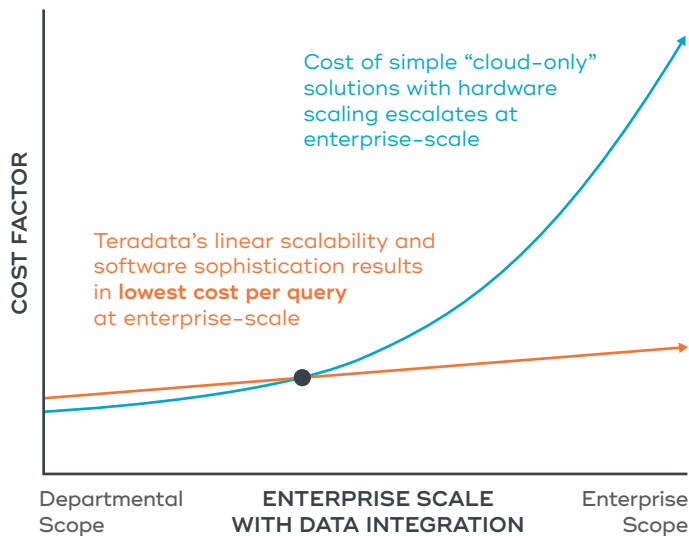 Cost of simple “cloud-only”
solutions with hardware
scaling escalates at
enterprise-scale
COST FACTOR
Teradata’s linear scalability and
software sophistication results
in lowest cost per query
at enterprise-scale
Departmental
Scope
ENTERPRISE SCALE
WITH DATA INTEGRATION
Enterprise
Scope